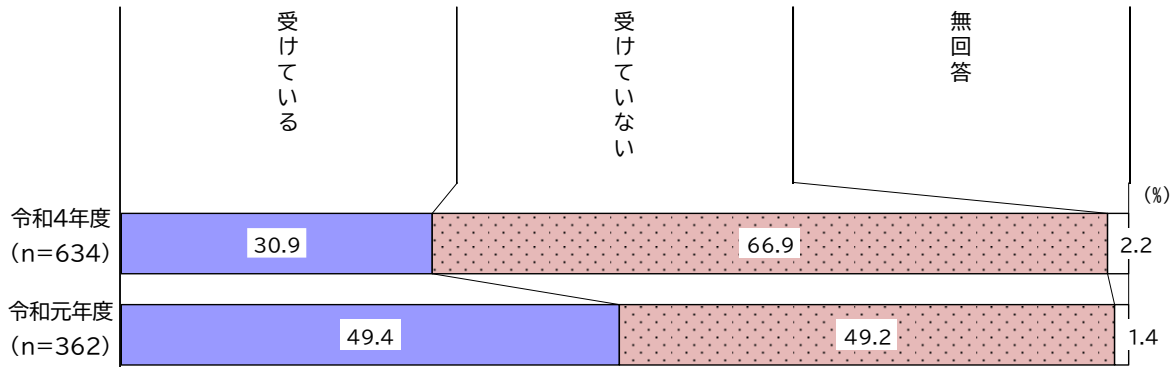 受けている
受けていない
無回答
(%)
令和4年度
(n=634)
30.9
66.9
2.2
令和元年度
(n=362)
49.4
49.2
1.4